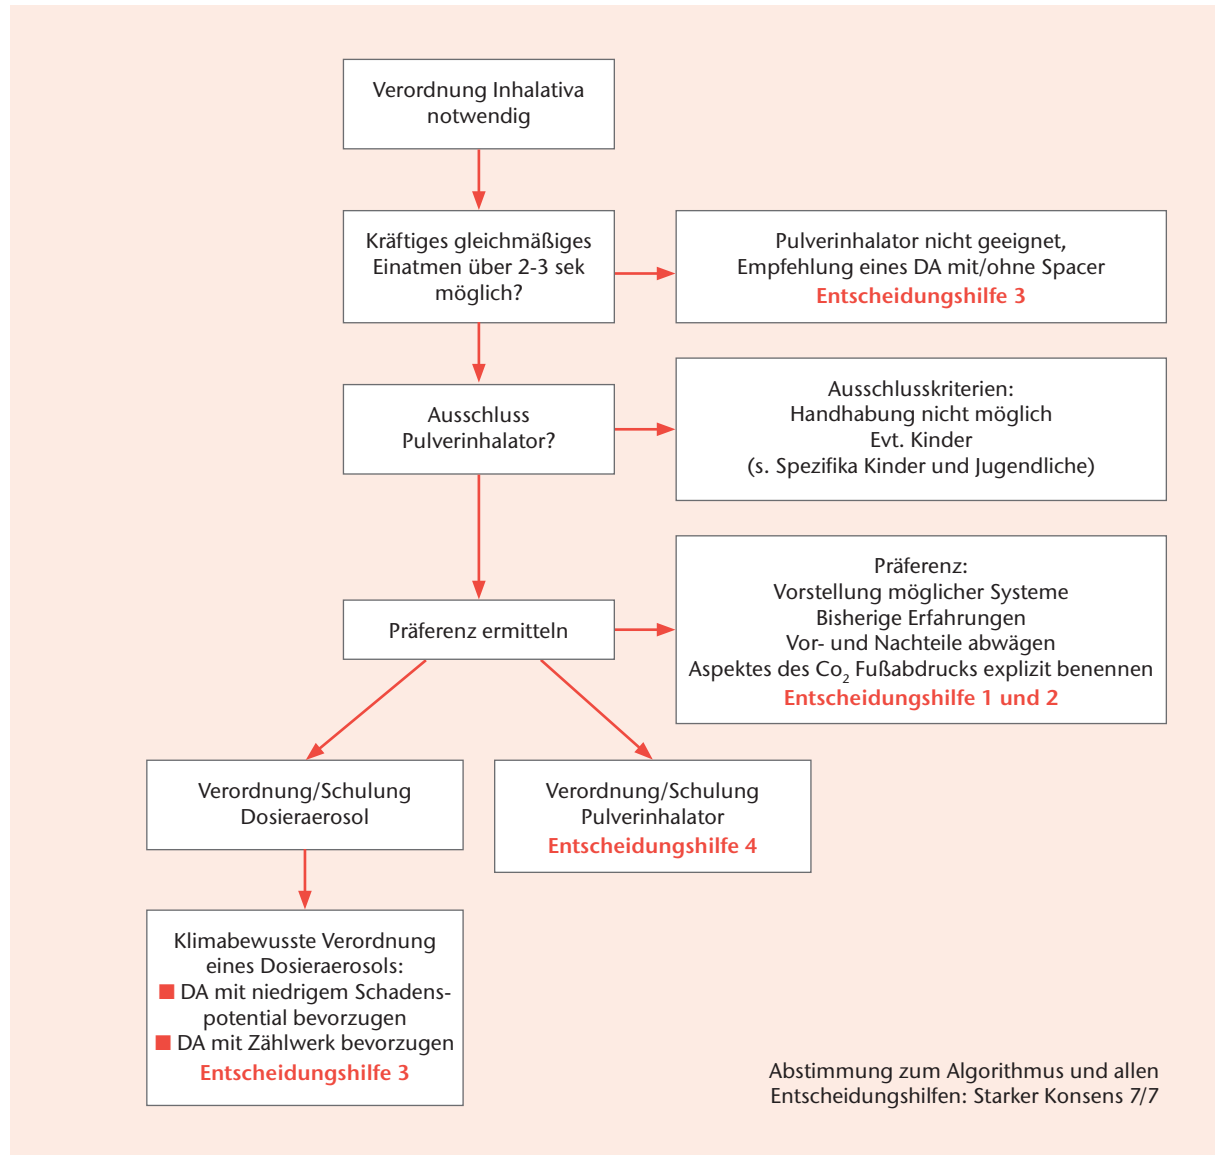 Verordnung Inhalativa
notwendig
Kräftiges gleichmäßiges
Einatmen über 2-3 sek
möglich?
Pulverinhalator nicht geeignet,
Empfehlung eines DA mit/ohne Spacer
Entscheidungshilfe 3
Ausschluss
Pulverinhalator?
Ausschlusskriterien:
Handhabung nicht möglich
Evt. Kinder
(s. Spezifika Kinder und Jugendliche)
Präferenz ermitteln
Präferenz:
Vorstellung möglicher Systeme
Bisherige Erfahrungen
Vor- und Nachteile abwägen
Aspektes des Co₂ Fußabdrucks explizit benennen
Entscheidungshilfe 1 und 2
Verordnung/Schulung
Dosieraerosol
Verordnung/Schulung
Pulverinhalator
Entscheidungshilfe 4
Klimabewusste Verordnung
eines Dosieraerosols:
■ DA mit niedrigem Schadens-
potential bevorzugen
■ DA mit Zählwerk bevorzugen
Entscheidungshilfe 3
Abstimmung zum Algorithmus und allen
Entscheidungshilfen: Starker Konsens 7/7